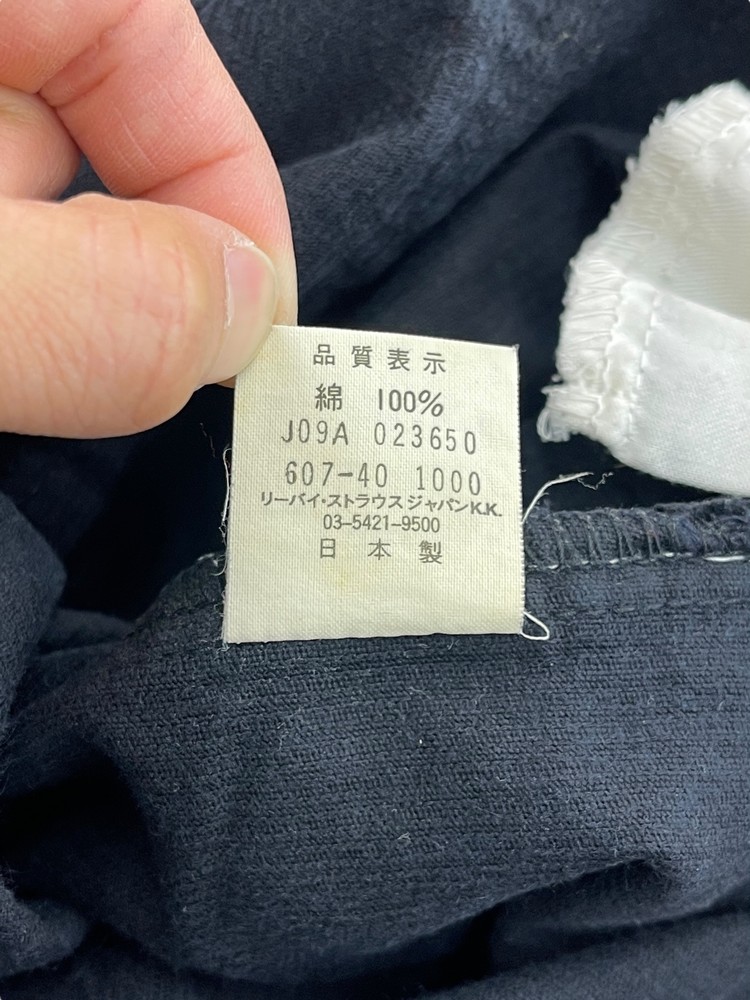 品質表示
綿 100%
J09A 023650
607-40 1000
リーバイ・ストラウス ジャパンK.K.
03-5421-9500
日本製